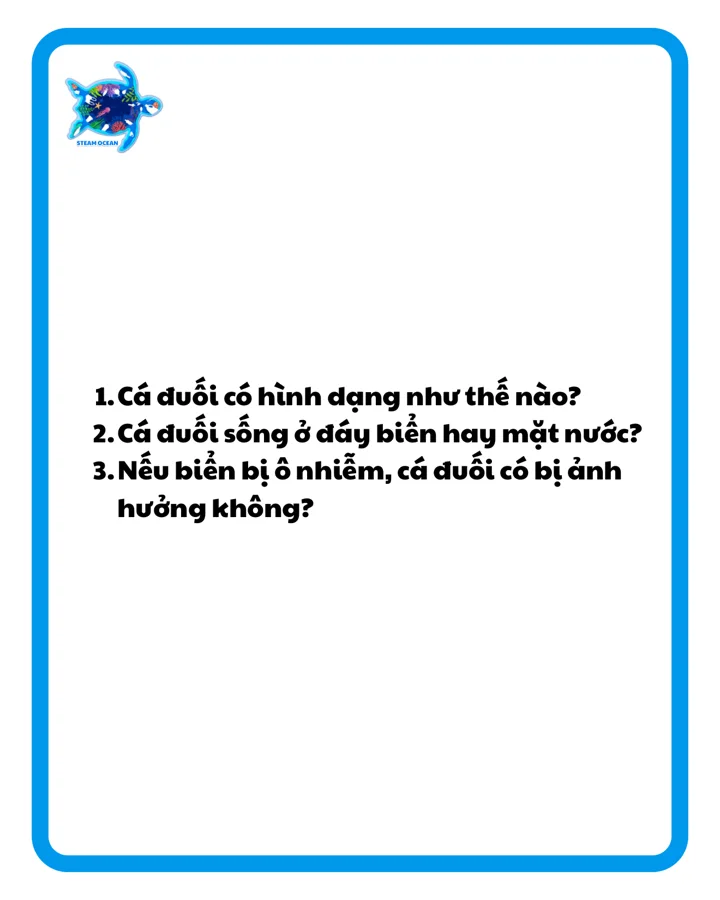 STEAM OCEAN
1. Cá đuối có hình dạng như thế nào?
2. Cá đuối sống ở đáy biển hay mặt nước?
3. Nếu biển bị ô nhiễm, cá đuối có bị ảnh
hưởng không?